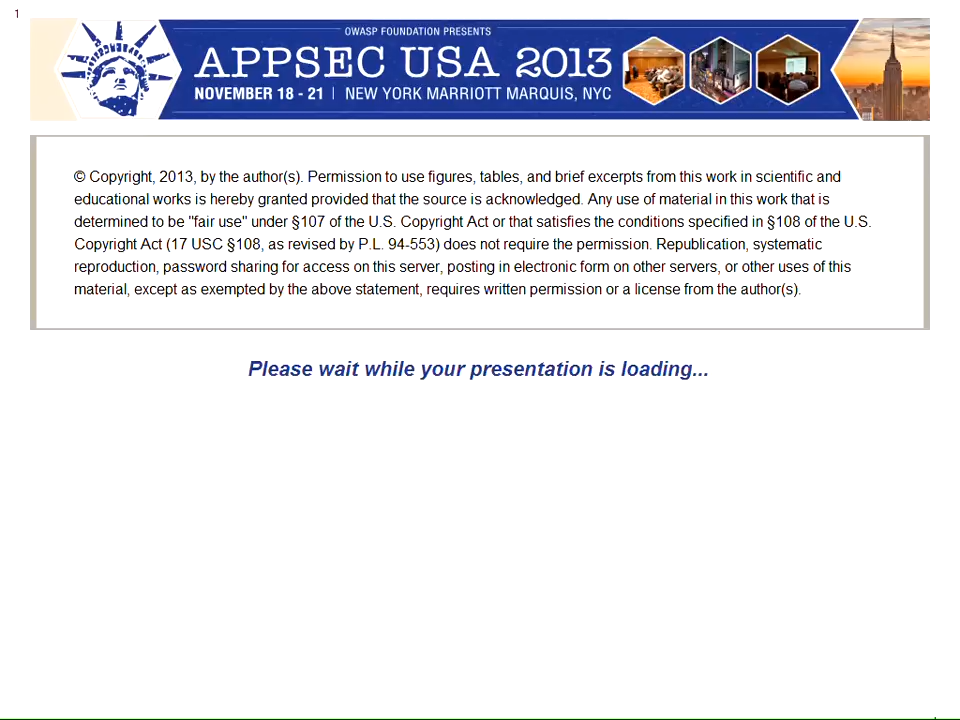 1
OWASP FOUNDATION PRESENTS
APPSEC USA 2013
NOVEMBER 18 - 21 | NEW YORK MARRIOTT MARQUIS, NYC
© Copyright, 2013, by the author(s). Permission to use figures, tables, and brief excerpts from this work in scientific and
educational works is hereby granted provided that the source is acknowledged. Any use of material in this work that is
determined to be "fair use" under §107 of the U.S. Copyright Act or that satisfies the conditions specified in §108 of the U.S.
Copyright Act (17 USC §108, as revised by P.L. 94-553) does not require the permission. Republication, systematic
reproduction, password sharing for access on this server, posting in electronic form on other servers, or other uses of this
material, except as exempted by the above statement, requires written permission or a license from the author(s).
Please wait while your presentation is loading...